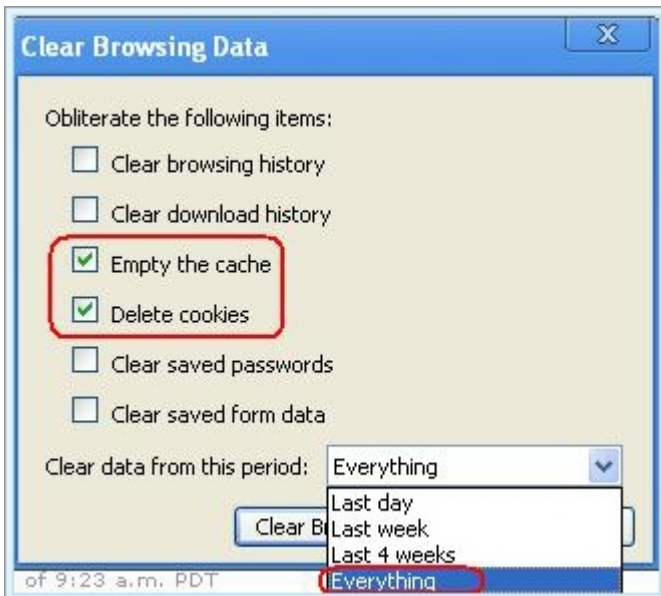 Clear Browsing Data
Obliterate the following items:
Clear browsing history
Clear download history
Empty the cache
Delete cookies
Clear saved passwords
Clear saved form data
Clear data from this period: Everything
Last day
Clear Last week
Last 4 weeks
of 9:23 a.m. PDT Everything